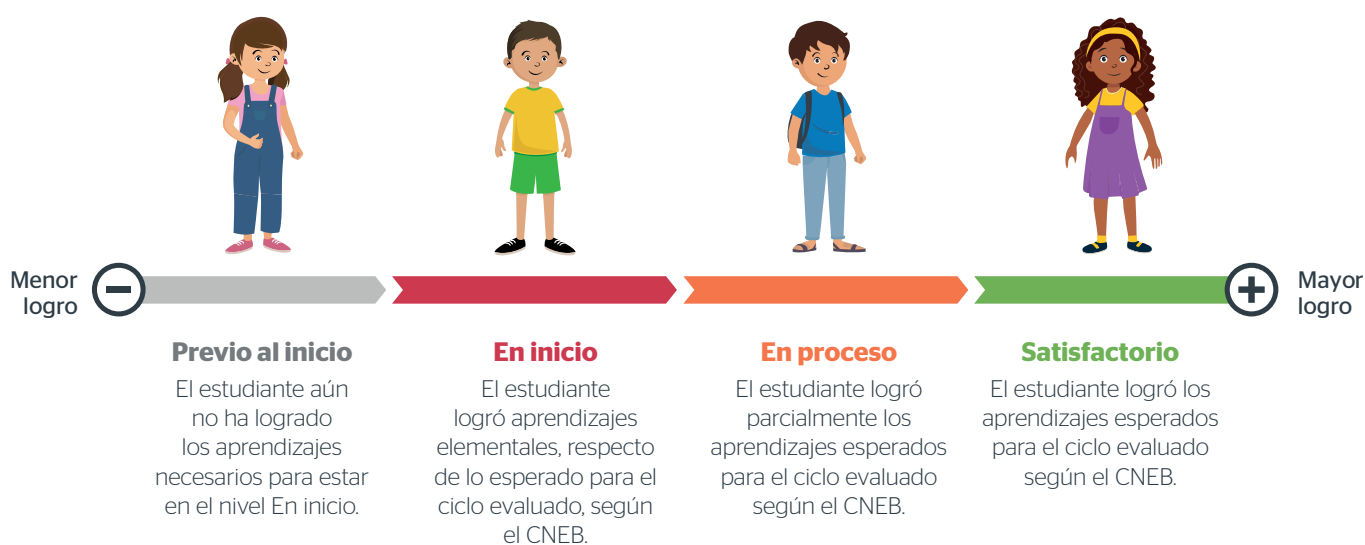 Menor
logro
Mayor
logro
Previo al inicio
El estudiante aún
no ha logrado
los aprendizajes
necesarios para estar
en el nivel En inicio.
En inicio
El estudiante
logró aprendizajes
elementales, respecto
de lo esperado para el
ciclo evaluado, según
el CNEB.
En proceso
El estudiante logró
parcialmente los
aprendizajes esperados
para el ciclo evaluado
según el CNEB.
Satisfactorio
El estudiante logró los
aprendizajes esperados
para el ciclo evaluado
según el CNEB.